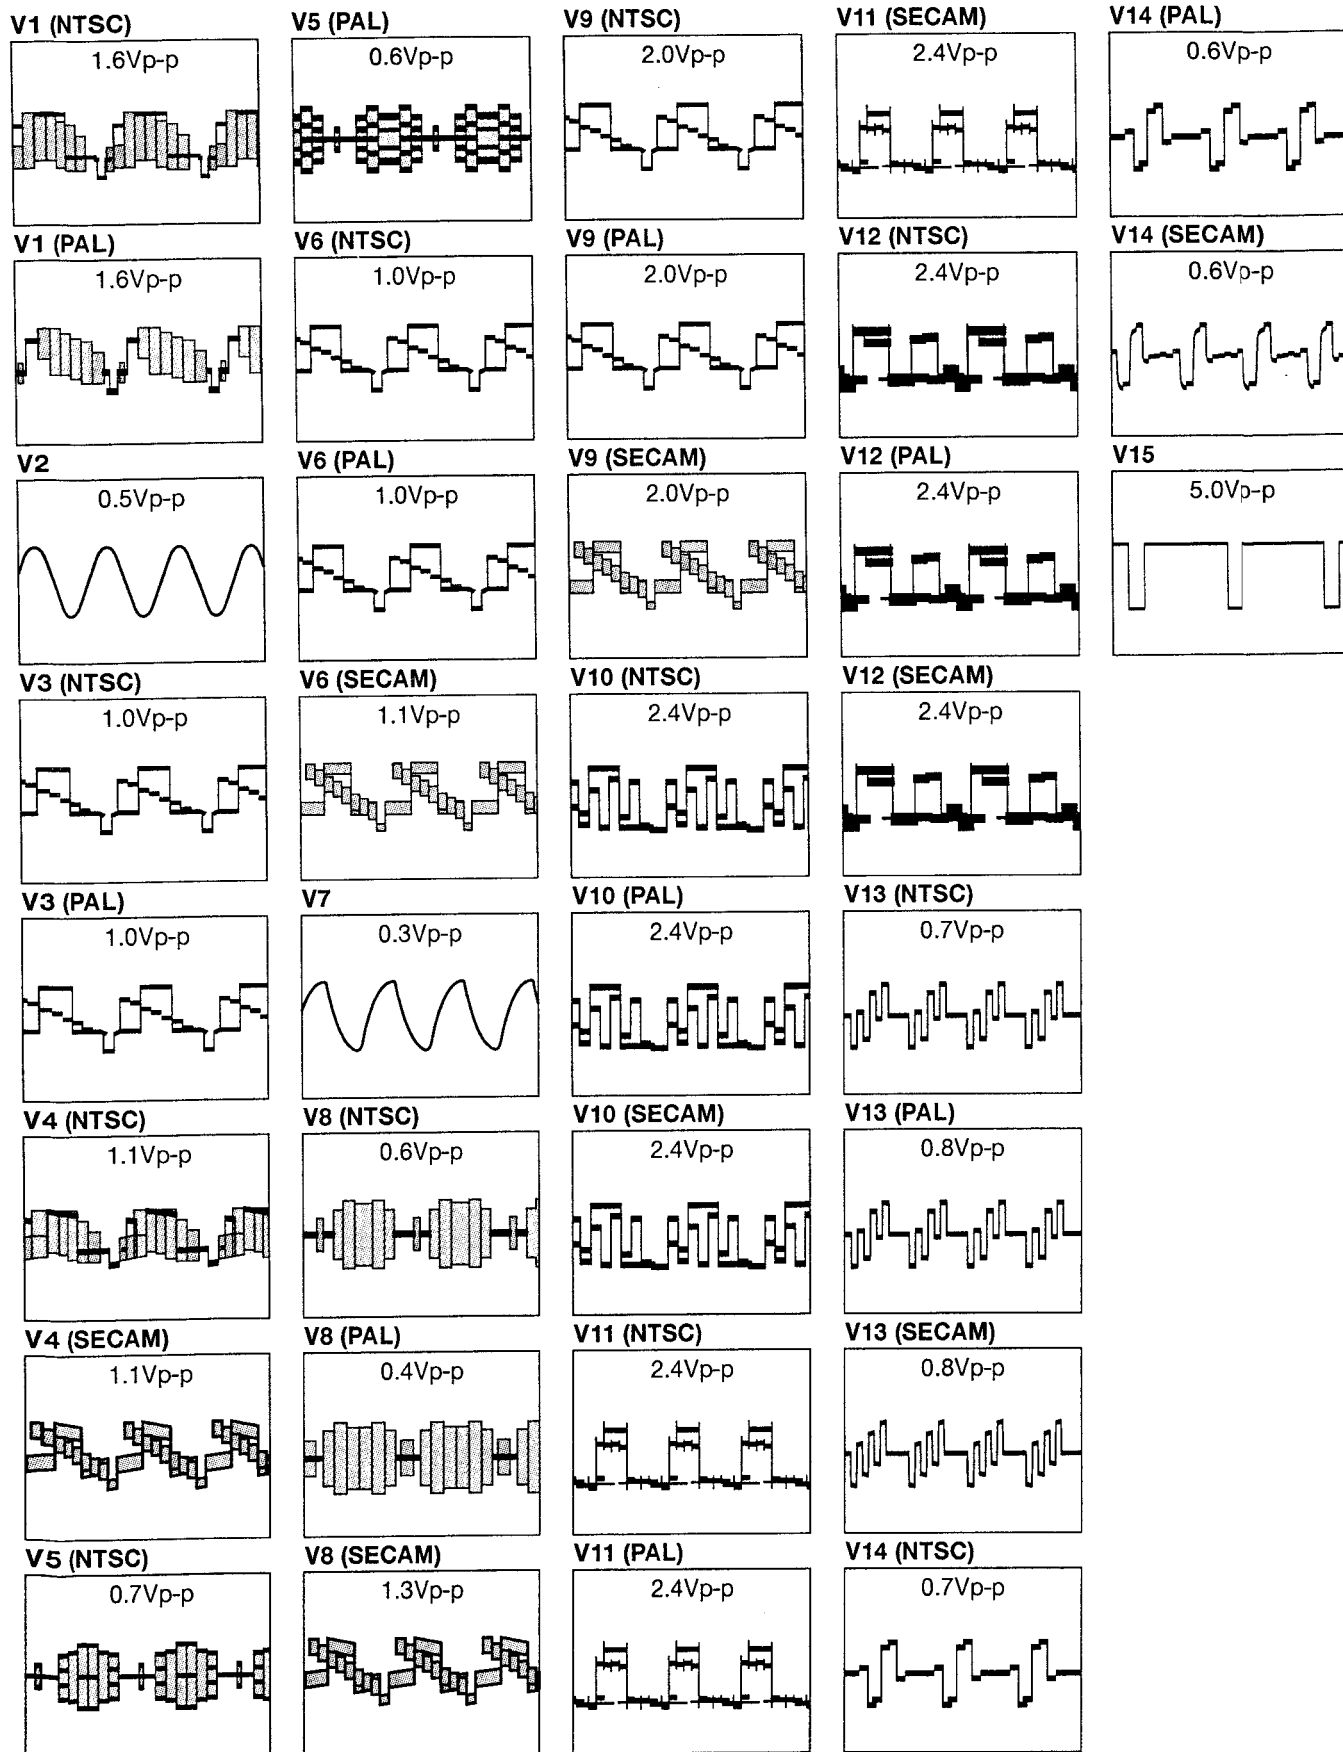 V1 (NTSC)
1.6Vp-p
V1 (PAL)
1.6Vp-p
V2
0.5Vp-p
V3 (NTSC)
1.0Vp-p
V3 (PAL)
1.0Vp-p
V4 (NTSC)
1.1Vp-p
V4 (SECAM)
1.1Vp-p
V5 (NTSC)
0.7Vp-p
V5 (PAL)
0.6Vp-p
V6 (NTSC)
1.0Vp-p
V6 (PAL)
1.0Vp-p
V6 (SECAM)
1.1Vp-p
V7
0.3Vp-p
V8 (NTSC)
0.6Vp-p
V8 (PAL)
0.4Vp-p
V8 (SECAM)
1.3Vp-p
V9 (NTSC)
2.0Vp-p
V9 (PAL)
2.0Vp-p
V9 (SECAM)
2.0Vp-p
V10 (NTSC)
2.4Vp-p
V10 (PAL)
2.4Vp-p
V10 (SECAM)
2.4Vp-p
V11 (NTSC)
2.4Vp-p
V11 (PAL)
2.4Vp-p
V11 (SECAM)
2.4Vp-p
V12 (NTSC)
2.4Vp-p
V12 (PAL)
2.4Vp-p
V12 (SECAM)
2.4Vp-p
V13 (NTSC)
0.7Vp-p
V13 (PAL)
0.8Vp-p
V13 (SECAM)
0.8Vp-p
V14 (NTSC)
0.7Vp-p
V14 (PAL)
0.6Vp-p
V14 (SECAM)
0.6Vp-p
V15
5.0Vp-p